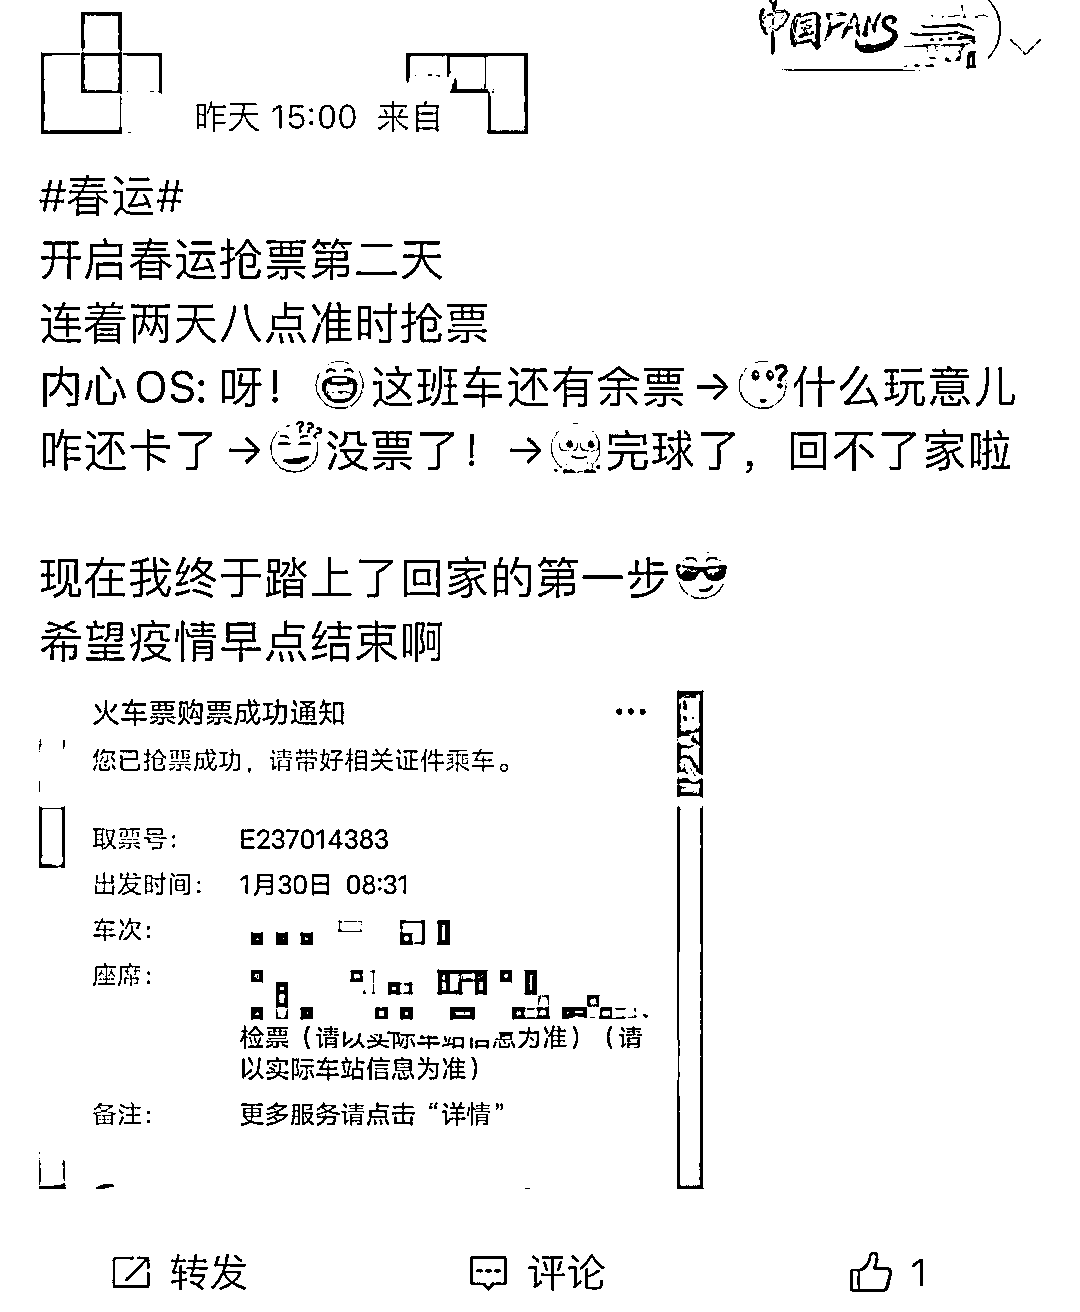 中国FANS
昨天 15:00 来自
#春运#
开启春运抢票第二天
连着两天八点准时抢票
内心OS: 呀！😄这班车还有余票→什么玩意儿
咋还卡了→没票了！→完球了，回不了家啦
现在我终于踏上了回家的第一步😎
希望疫情早点结束啊
火车票购票成功通知
您已抢票成功，请带好相关证件乘车。
取票号： E237014383
出发时间： 1月30日 08:31
车次：
座席：
检票（请以实际车站信息为准）（请
以实际车站信息为准）
备注： 更多服务请点击“详情”
转发 评论 1